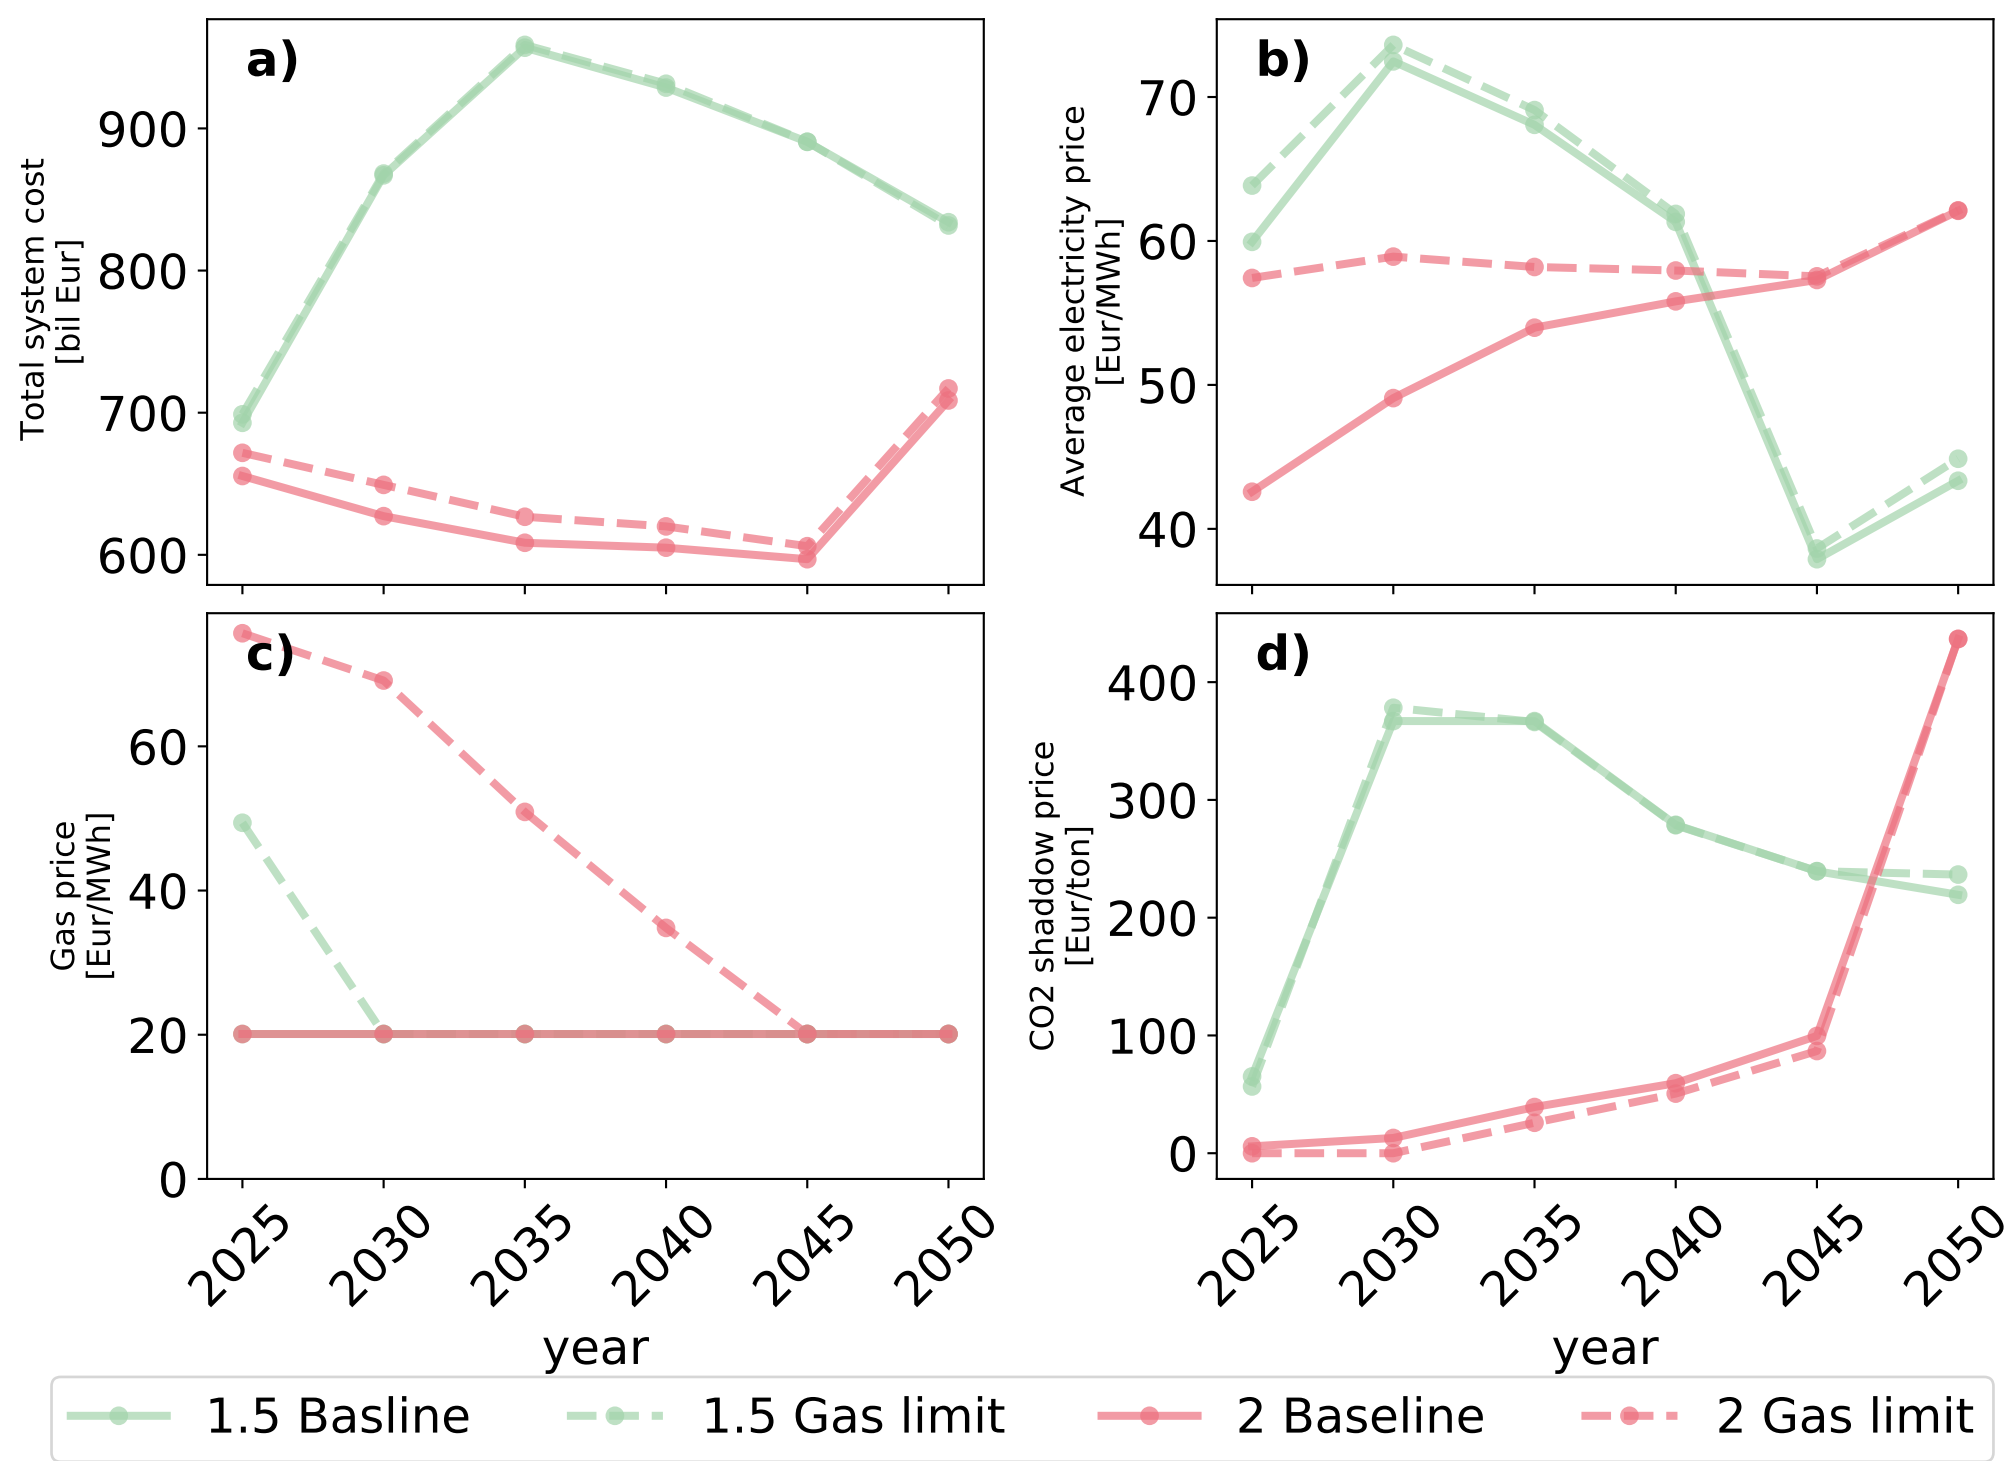 a)
Total system cost
[bil Eur]
900
800
700
600
b)
Average electricity price
[Eur/MWh]
70
60
50
40
c)
Gas price
[Eur/MWh]
60
40
20
0
2025 2030 2035 2040 2045 2050
year
d)
CO2 shaddow price
[Eur/ton]
400
300
200
100
0
2025 2030 2035 2040 2045 2050
year
1.5 Basline 1.5 Gas limit 2 Baseline 2 Gas limit